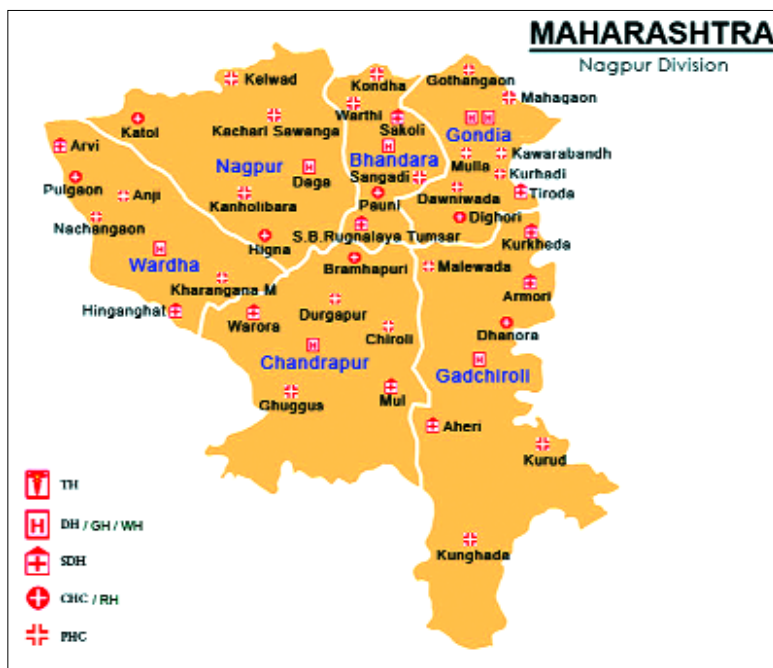 MAHARASHTRA
Nagpur Division
Kelwad
Kondha
Gothangaon
Mahagaon
Katol
Kachari Sawanga
Warthi
Sakoli
Gondia
Arvi
Nagpur
Bhandara
Mulla
Kawarabandh
Daga
Sangadi
Kurhadi
Pulgaon
Anji
Kanholibara
Pauni
Dawniwada
Tiroda
Nachangaon
Higna
S.B.Rugnalaya Tumsar
Dighori
Kurkheda
Wardha
Bramhapuri
Malewada
Kharangana M
Armori
Hinganghat
Warora
Durgapur
Chiroli
Dhanora
Chandrapur
Gadchiroli
Ghuggus
Mul
Aheri
Kurud
Kunghada
H
H
H
H
H
H
H
TH
H
DH / GH / WH
SDH
CHC / RH
PHC